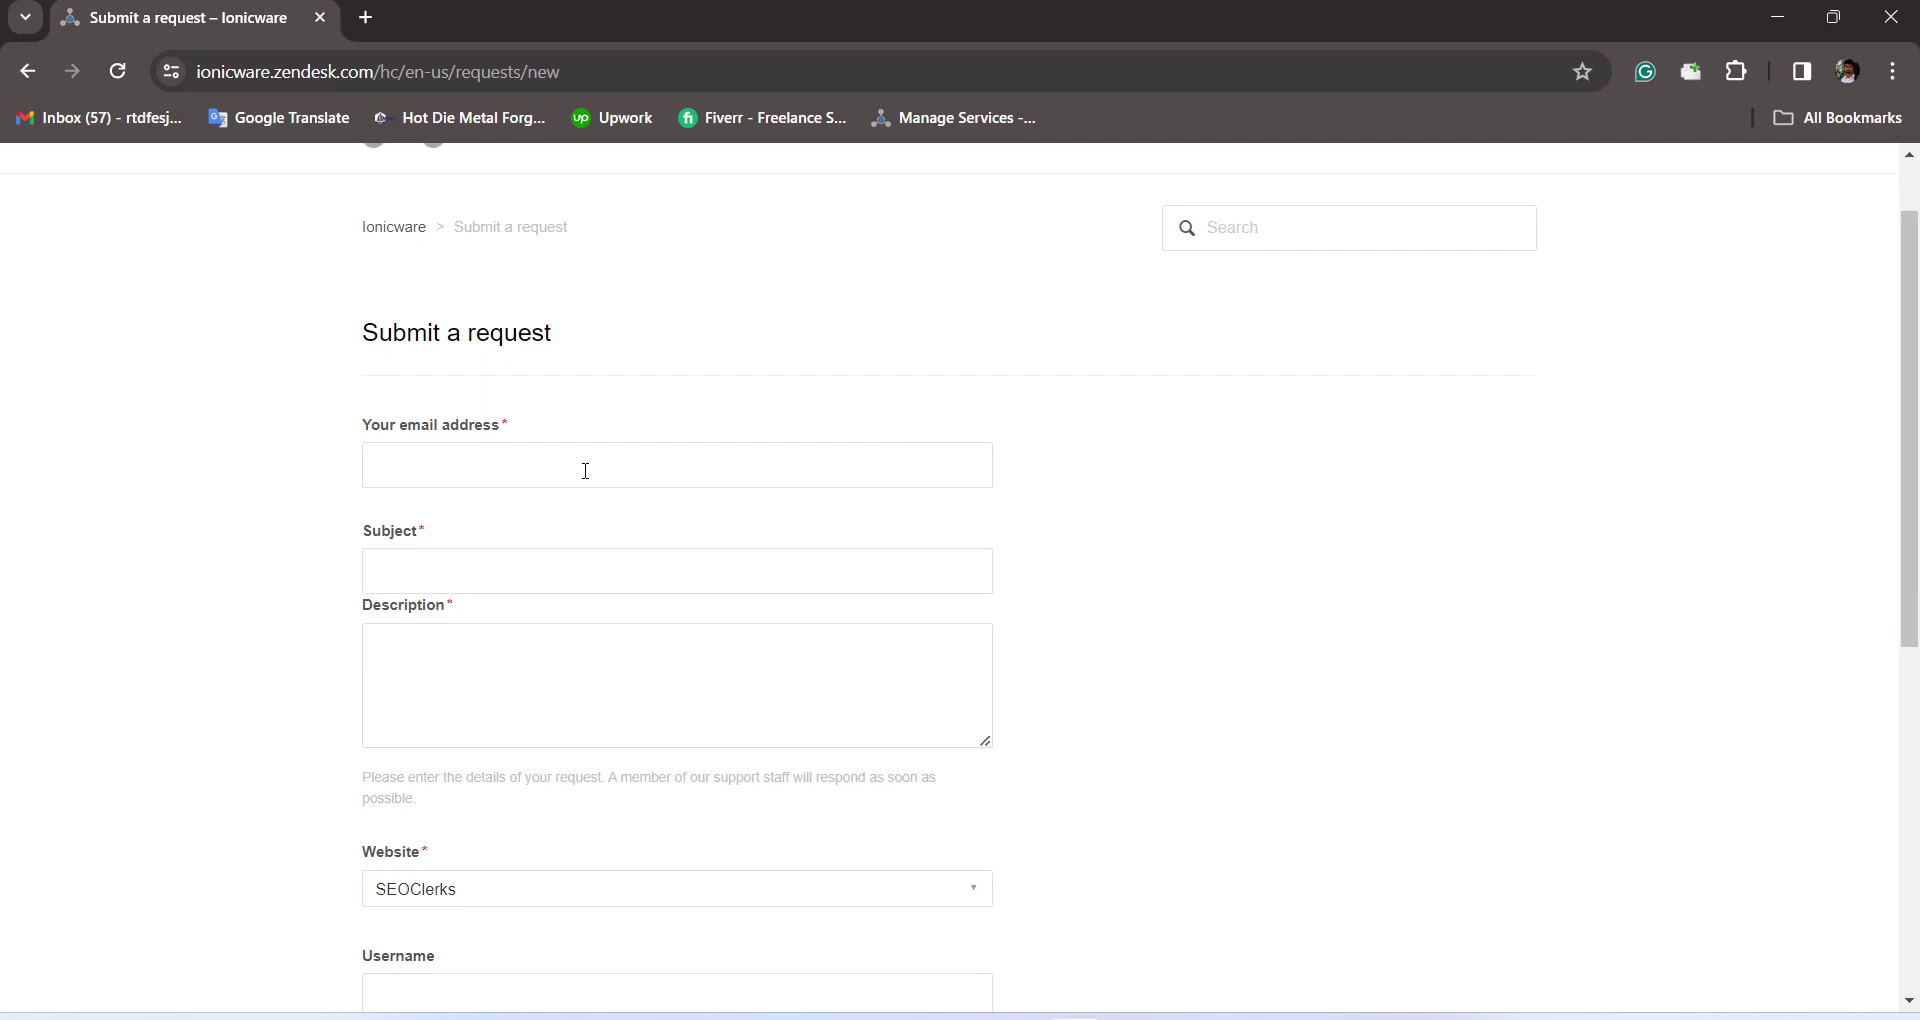 Submit a request – Ionicware
ionicware.zendesk.com/hc/en-us/requests/new
Inbox (57) - rtdfesj... Google Translate Hot Die Metal Forg... Upwork Fiverr - Freelance S... Manage Services -... All Bookmarks
Ionicware > Submit a request
Search
Submit a request
Your email address*
Subject*
Description*
Please enter the details of your request. A member of our support staff will respond as soon as
possible.
Website*
SEOClerks
Username